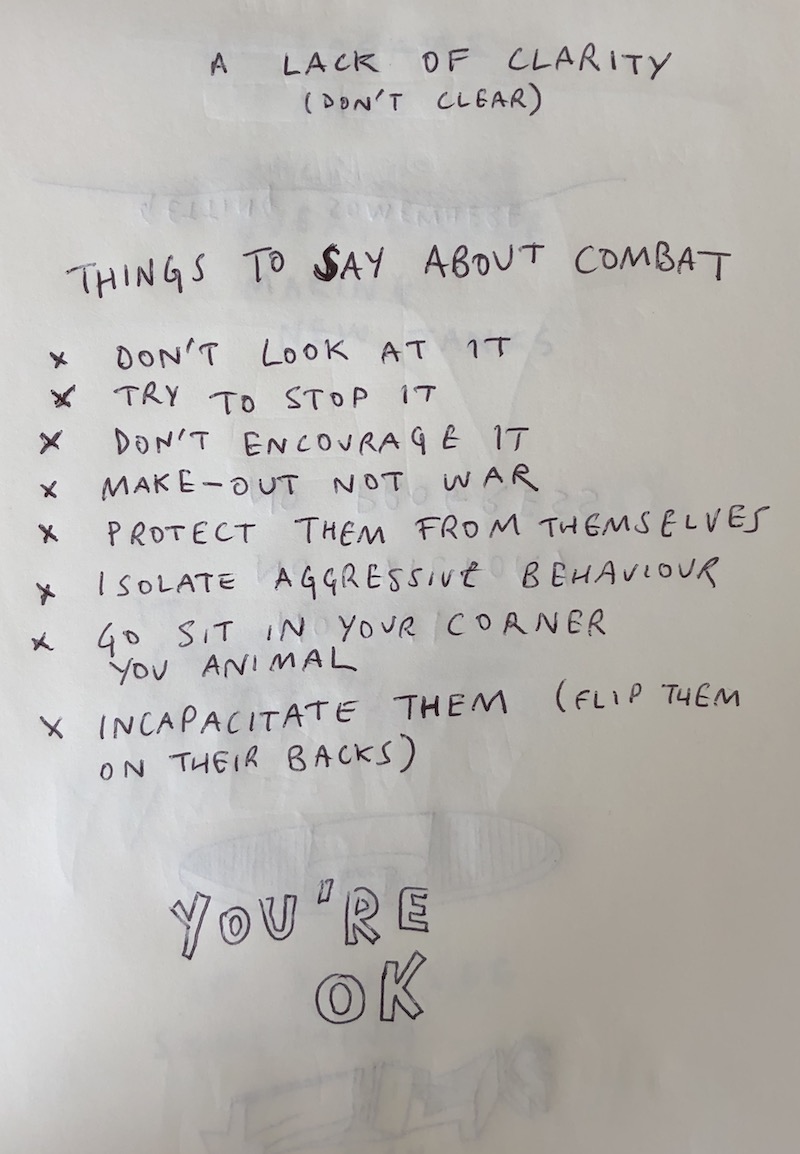 A LACK OF CLARITY
(DON'T CLEAR)
THINGS TO SAY ABOUT COMBAT
x DON'T LOOK AT IT
x TRY TO STOP IT
x DON'T ENCOURAGE IT
x MAKE-OUT NOT WAR
x PROTECT THEM FROM THEMSELVES
x ISOLATE AGGRESSIVE BEHAVIOUR
x GO SIT IN YOUR CORNER
YOU ANIMAL
x INCAPACITATE THEM (FLIP THEM
ON THEIR BACKS)
YOU'RE
OK